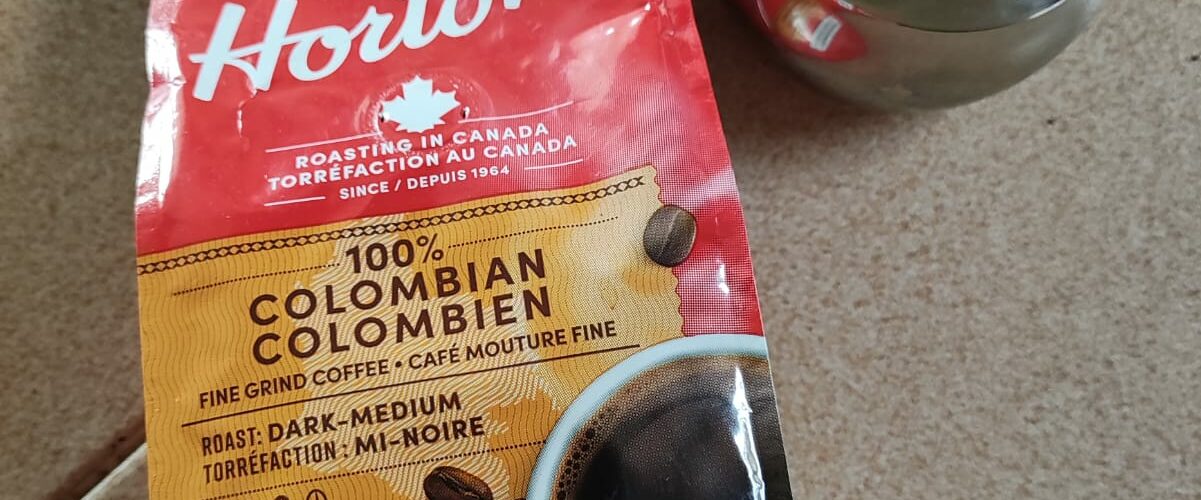 Horton
ROASTING IN CANADA
TORRÉFACTION AU CANADA
SINCE / DEPUIS 1964
100%
COLOMBIAN
COLOMBIEN
FINE GRIND COFFEE • CAFÉ MOUTURE FINE
ROAST: DARK-MEDIUM
TORRÉFACTION : MI-NOIRE